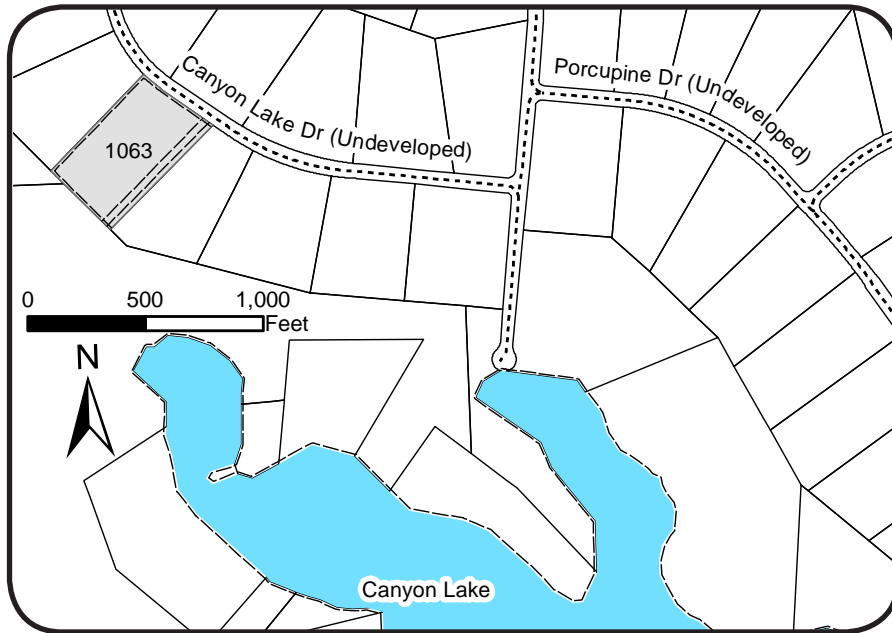 Canyon Lake Dr (Undeveloped)
Porcupine Dr (Undeveloped)
1063
0 500 1,000
Feet
N
Canyon Lake